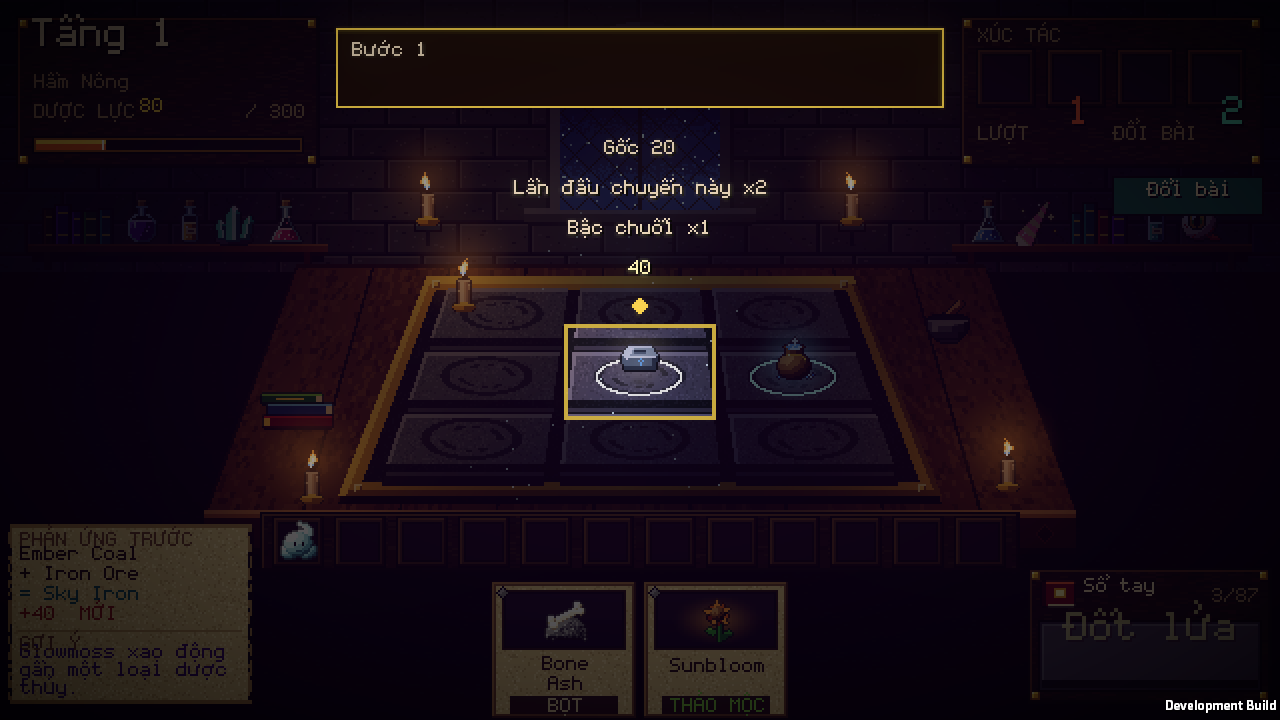 Tầng 1
Hầm Nông
DƯỢC LỰC 80 / 300
Bước 1
XÚC TÁC
LƯỢT 1 ĐỔI BÀI 2
Đổi bài
Gốc 20
Lần đầu chuyến này x2
Bậc chuỗi x1
40
PHẢN ỨNG TRƯỚC
Ember Coal
+ Iron Ore
= Sky Iron
+40 MỚI
GỢI Ý
Glowmoss xao động
gần một loại dược
thủy.
Bone
Ash
BỘT
Sunbloom
THẢO MỘC
Sổ tay
3/87
Đốt lửa
Development Build